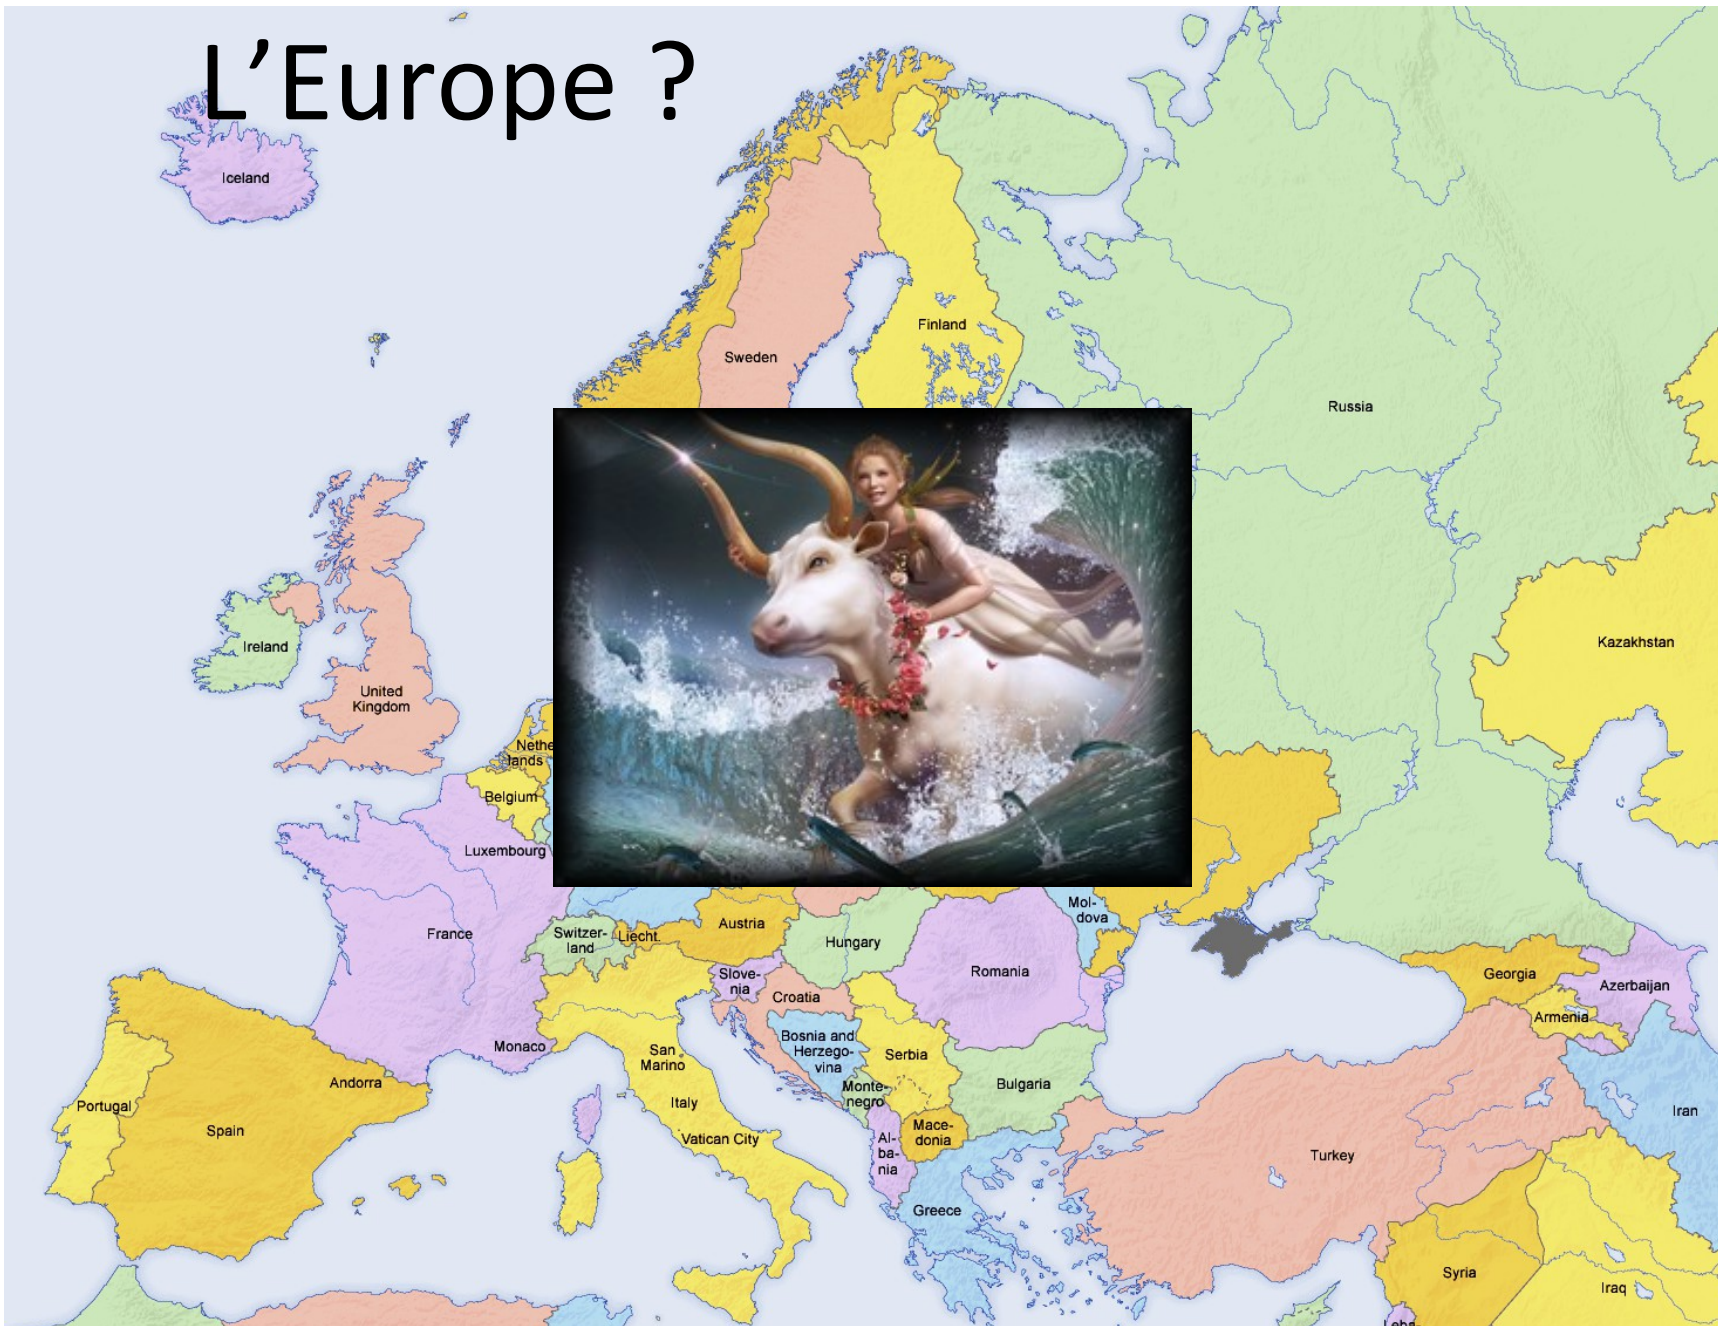 L’Europe ?
Iceland
Finland
Sweden
Russia
Ireland
United
Kingdom
Kazakhstan
Nethe
lands
Belgium
Luxembourg
France
Switzer-
land
Liecht.
Austria
Hungary
Mol-
dova
Romania
Slove-
nia
Croatia
Georgia
Azerbaijan
Armenia
Bosnia and
Herzego-
vina
Serbia
Monaco
San
Marino
Andorra
Monte-
negro
Bulgaria
Portugal
Spain
Italy
Vatican City
Mace-
donia
Al-
ba-
nia
Iran
Turkey
Greece
Syria
Iraq
Leba-